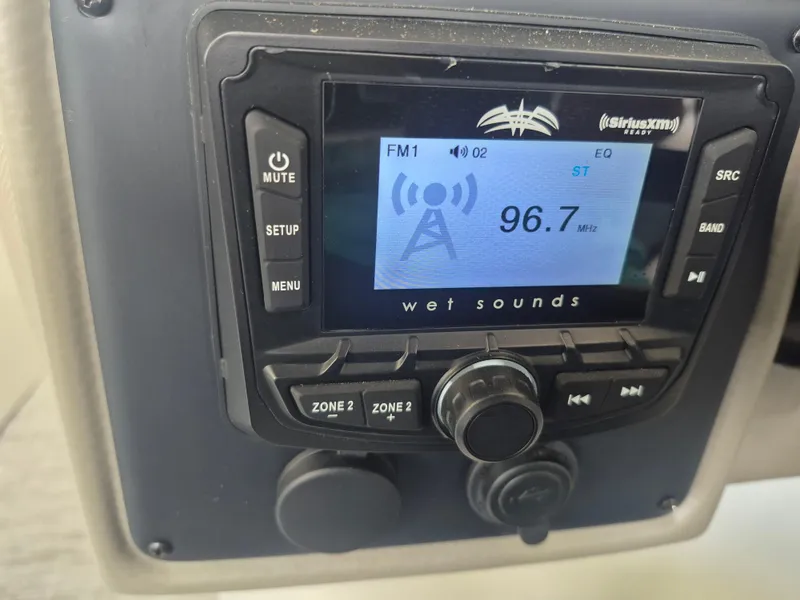 SiriusXM
READY
FM1 02 EQ
ST
96.7 MHz
wet sounds
MUTE
SETUP
MENU
SRC
BAND
ZONE 2
−
ZONE 2
+